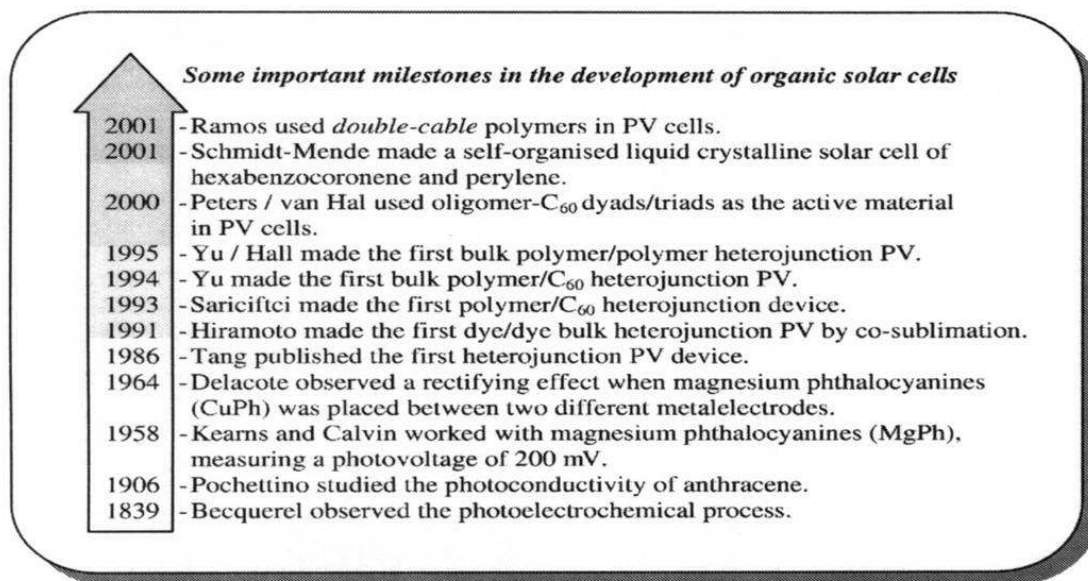 Some important milestones in the development of organic solar cells
2001 - Ramos used double-cable polymers in PV cells.
2001 - Schmidt-Mende made a self-organised liquid crystalline solar cell of
hexabenzocoronene and perylene.
2000 - Peters / van Hal used oligomer-C60 dyads/triads as the active material
in PV cells.
1995 - Yu / Hall made the first bulk polymer/polymer heterojunction PV.
1994 - Yu made the first bulk polymer/C60 heterojunction PV.
1993 - Sariciftci made the first polymer/C60 heterojunction device.
1991 - Hiramoto made the first dye/dye bulk heterojunction PV by co-sublimation.
1986 - Tang published the first heterojunction PV device.
1964 - Delacote observed a rectifying effect when magnesium phthalocyanines
(CuPh) was placed between two different metalelectrodes.
1958 - Kearns and Calvin worked with magnesium phthalocyanines (MgPh),
measuring a photovoltage of 200 mV.
1906 - Pochettino studied the photoconductivity of anthracene.
1839 - Becquerel observed the photoelectrochemical process.